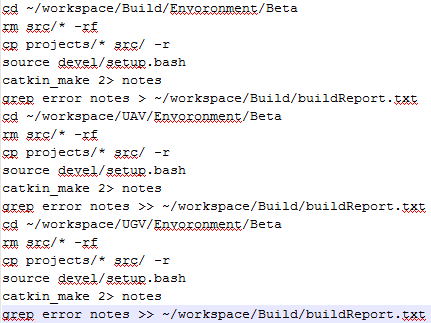 cd ~/workspace/Build/Envoronment/Beta
rm src/* -rf
cp projects/* src/ -r
source devel/setup.bash
catkin_make 2> notes
grep error notes > ~/workspace/Build/buildReport.txt
cd ~/workspace/UAV/Envoronment/Beta
rm src/* -rf
cp projects/* src/ -r
source devel/setup.bash
catkin_make 2> notes
grep error notes >> ~/workspace/Build/buildReport.txt
cd ~/workspace/UGV/Envoronment/Beta
rm src/* -rf
cp projects/* src/ -r
source devel/setup.bash
catkin_make 2> notes
grep error notes >> ~/workspace/Build/buildReport.txt